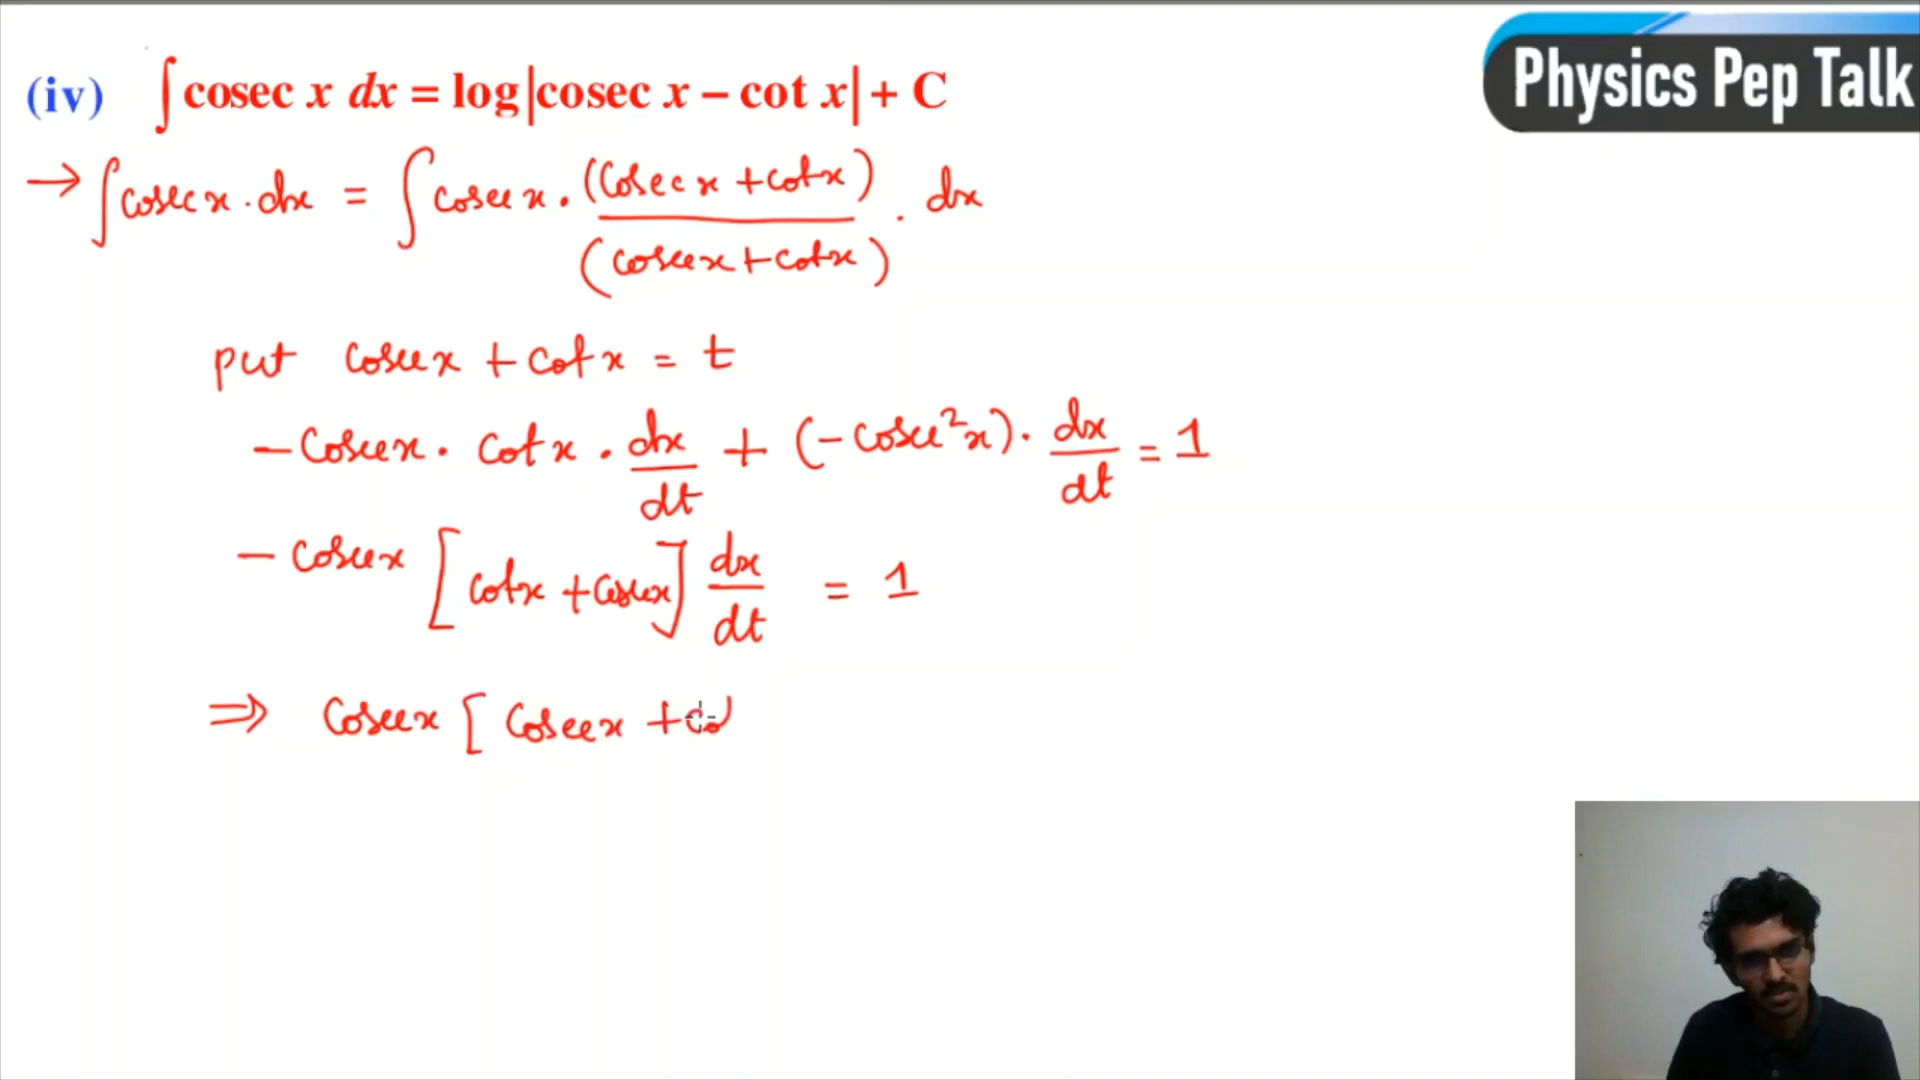 Physics Pep Talk
(iv) ∫ cosec x dx = log|cosec x – cot x| + C
→ ∫ cosec x . dx = ∫ cosec x . (cosec x + cot x) / (cosec x + cot x) . dx
put cosec x + cot x = t
– cosec x . cot x . dx/dt + (– cosec²x) . dx/dt = 1
– cosec x [ cot x + cosec x ] dx/dt = 1
⇒ cosec x [ cosec x + co